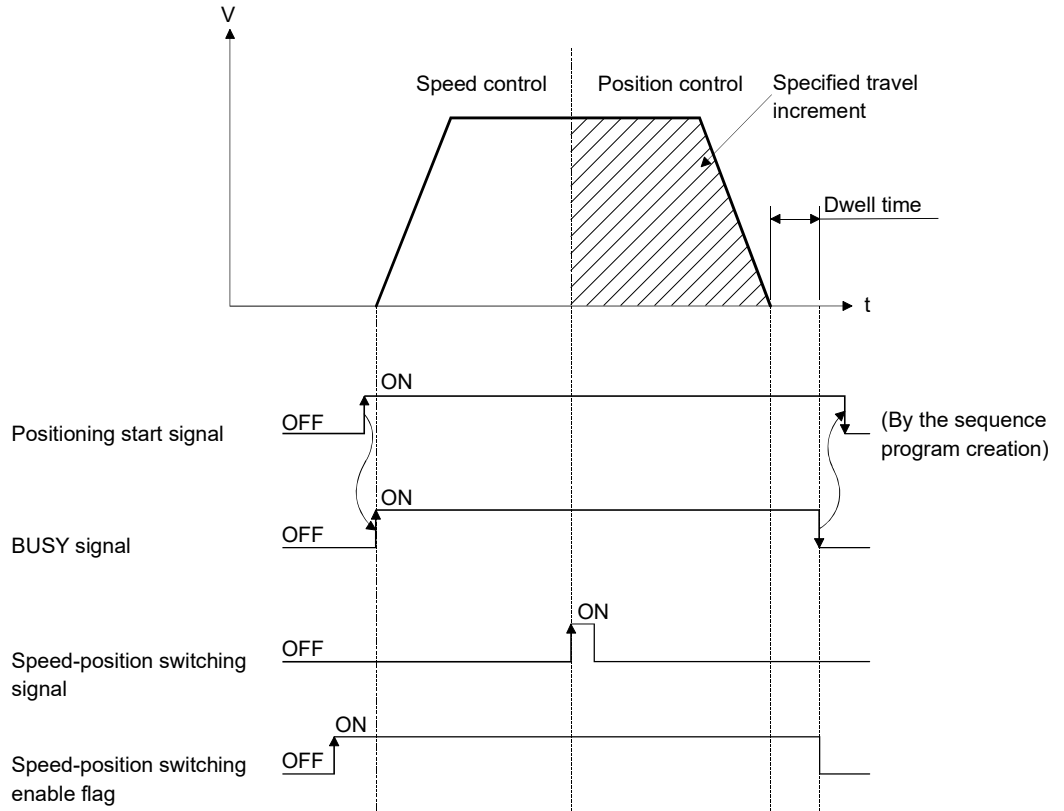 V
Speed control
Position control
Specified travel
increment
Dwell time
t
ON
OFF
Positioning start signal
(By the sequence
program creation)
ON
OFF
BUSY signal
ON
OFF
Speed-position switching
signal
ON
OFF
Speed-position switching
enable flag